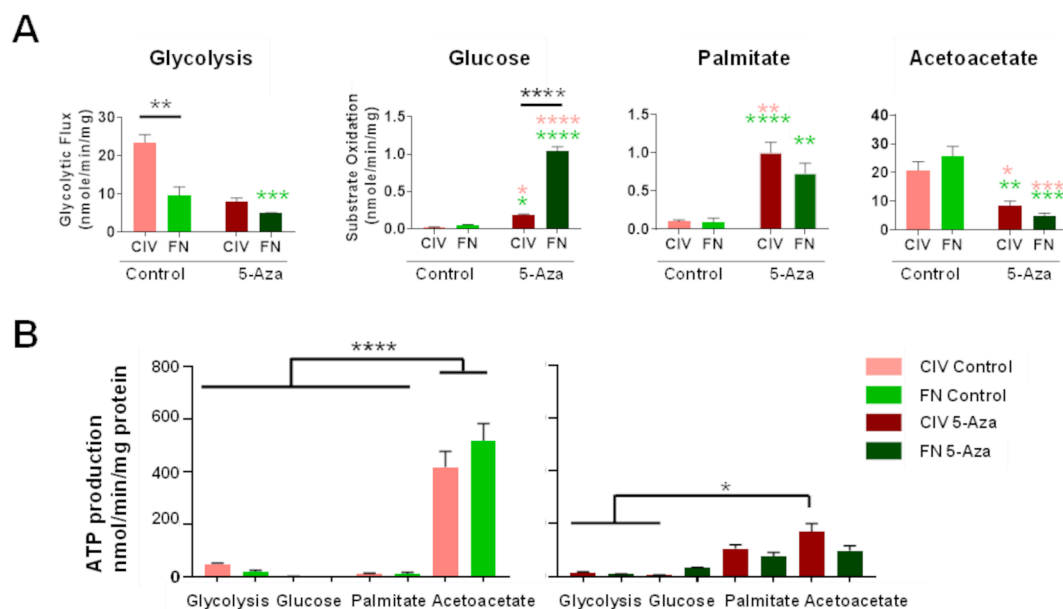 A
Glycolysis
Glucose
Palmitate
Acetoacetate
Glycolytic Flux
(nmole/min/mg)
30
20
10
0
**
***
CIV FN CIV FN
Control 5-Aza
Substrate Oxidation
(nmole/min/mg)
1.5
1.0
0.5
0.0
****
****
****
*
*
CIV FN CIV FN
Control 5-Aza
1.5
1.0
0.5
0.0
**
****
**
CIV FN CIV FN
Control 5-Aza
40
30
20
10
0
*
**
***
***
CIV FN CIV FN
Control 5-Aza
B
ATP production
nmol/min/mg protein
800
600
400
200
0
****
Glycolysis Glucose Palmitate Acetoacetate
*
Glycolysis Glucose Palmitate Acetoacetate
CIV Control
FN Control
CIV 5-Aza
FN 5-Aza